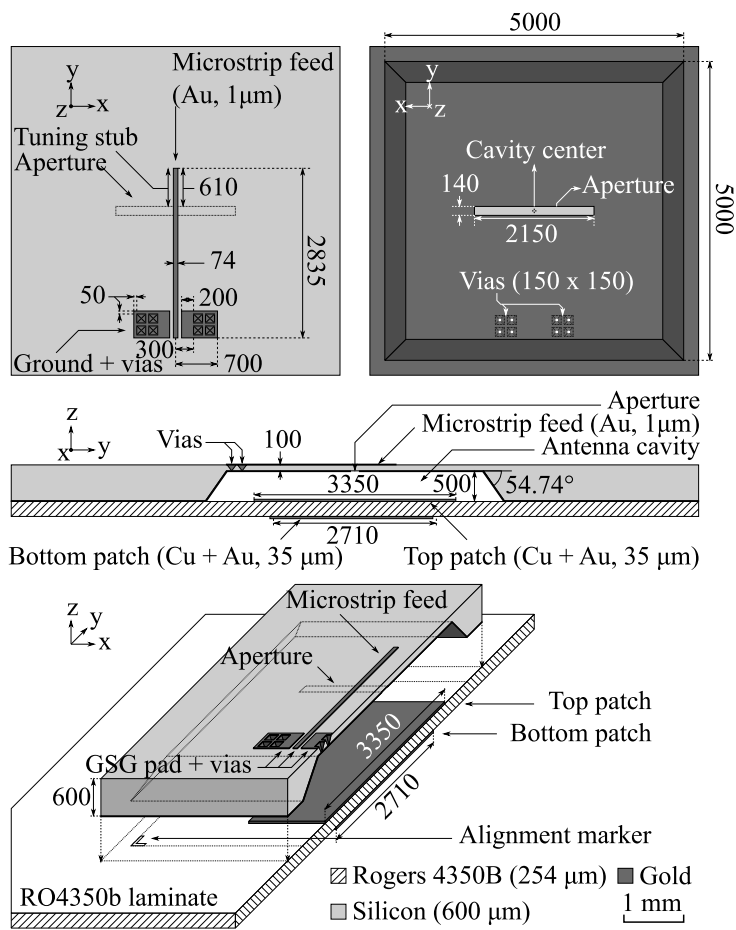 Microstrip feed
(Au, 1μm)
y
z
x
Tuning stub
Aperture
610
2835
74
50
200
300
Ground + vias
700
5000
y
x
z
Cavity center
140
Aperture
2150
5000
Vias (150 x 150)
z
x
y
Vias
100
Aperture
Microstrip feed (Au, 1μm)
Antenna cavity
3350
500
54.74°
2710
Bottom patch (Cu + Au, 35 μm)
Top patch (Cu + Au, 35 μm)
z
y
x
Microstrip feed
Aperture
Top patch
Bottom patch
3350
GSG pad + vias
2710
600
Alignment marker
RO4350b laminate
Rogers 4350B (254 μm)
Gold
Silicon (600 μm)
1 mm